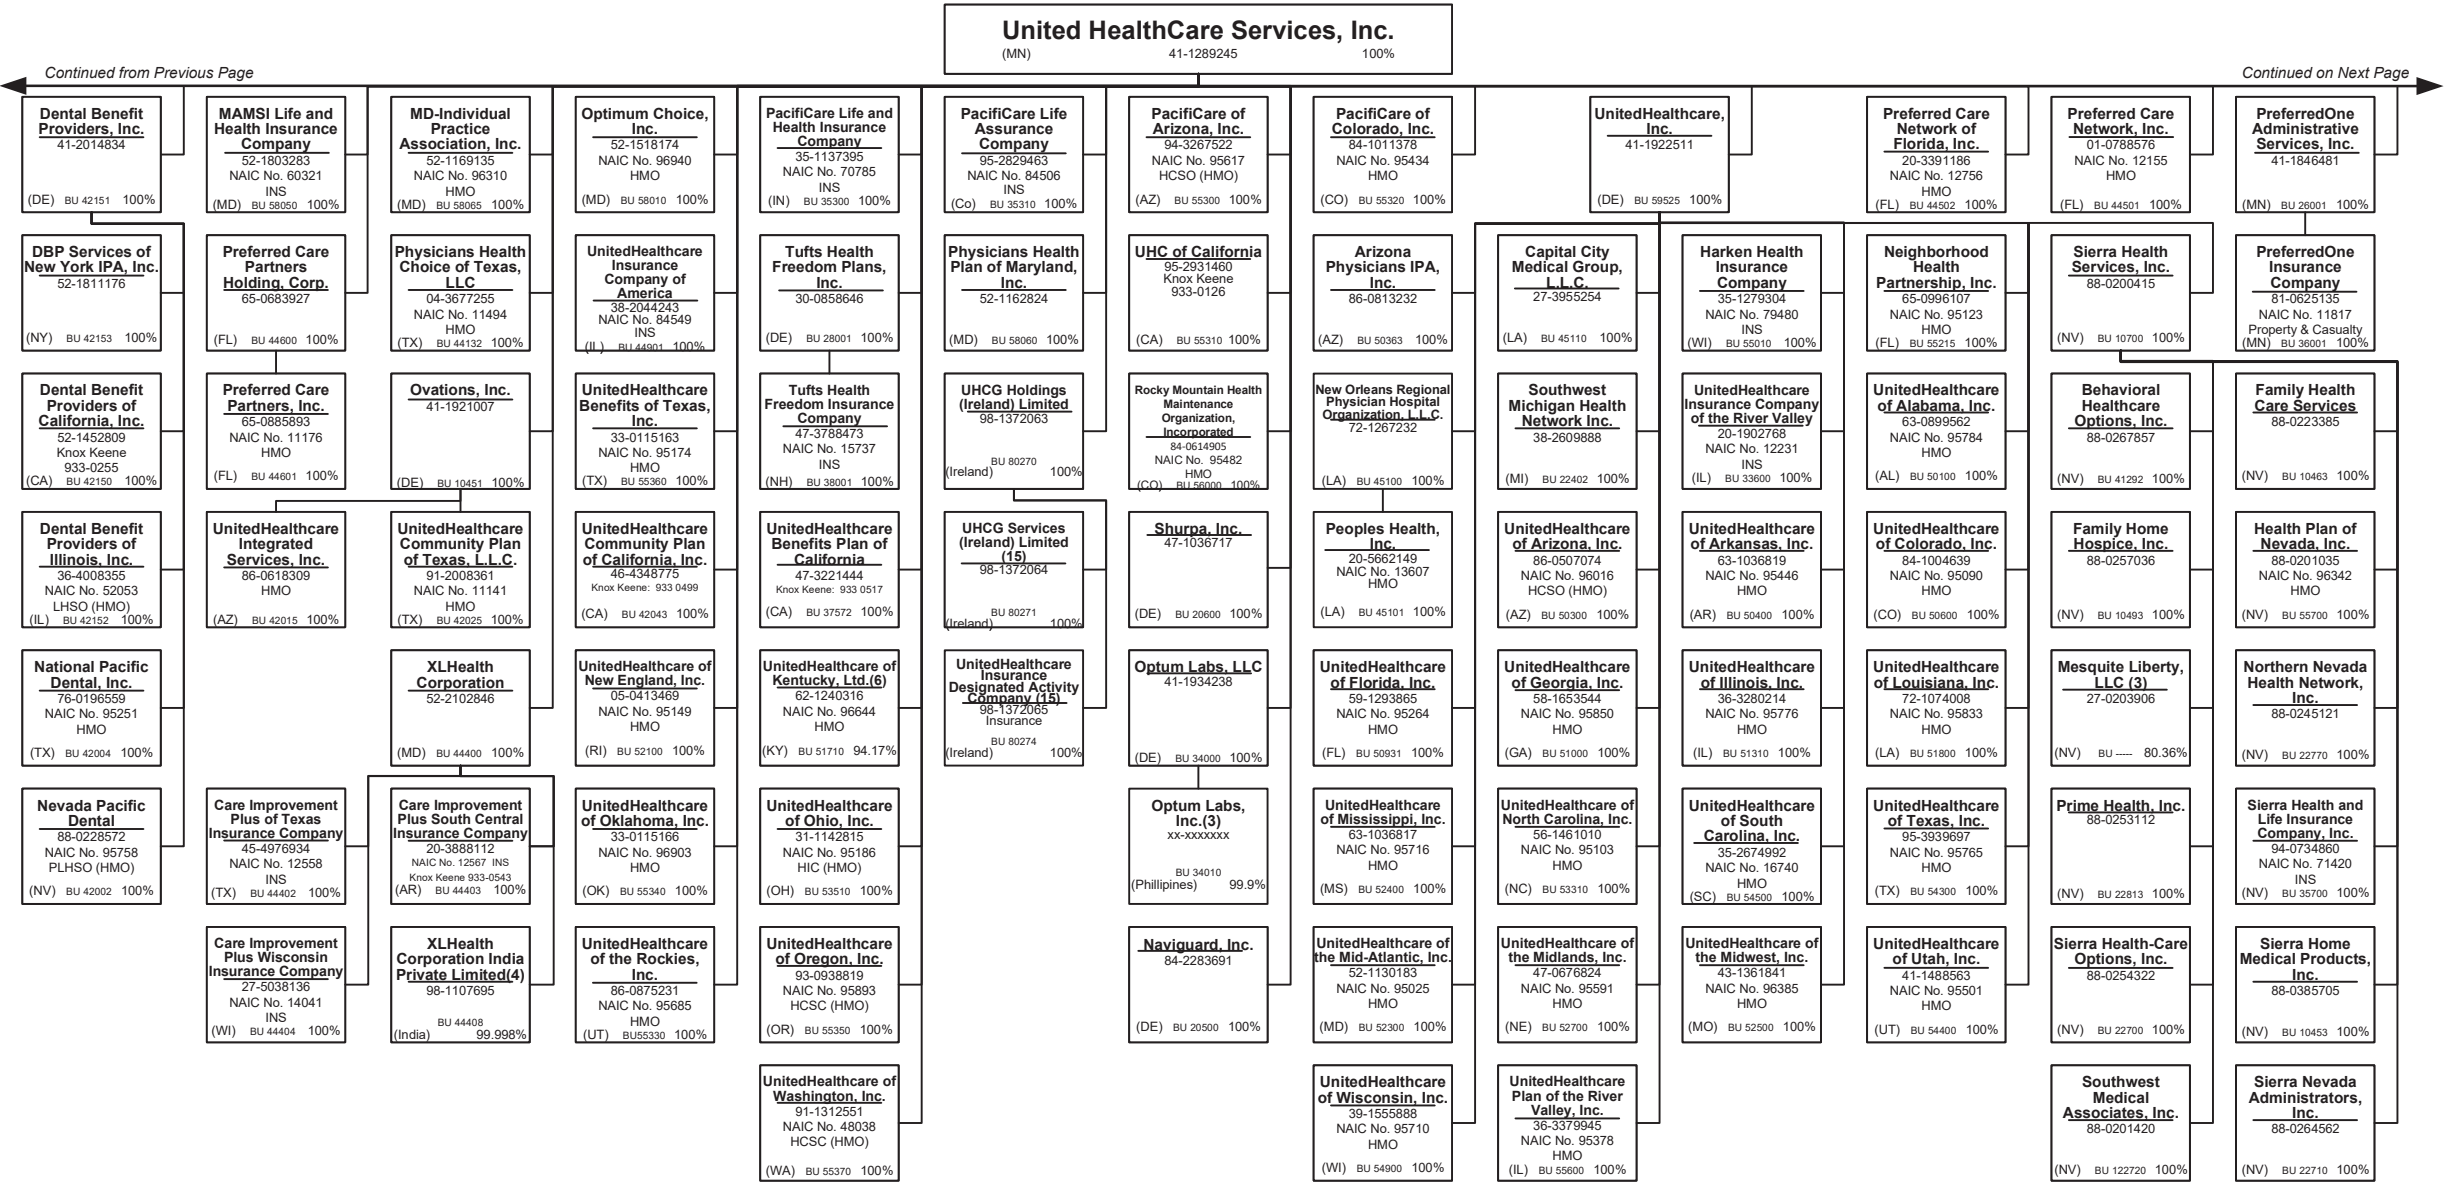 United HealthCare Services, Inc.
(MN) 41-1289245 100%
Continued from Previous Page
Continued on Next Page
Dental Benefit
Providers, Inc.
41-2014834
(DE) BU 42151 100%
MAMSI Life and
Health Insurance
Company
52-1803283
NAIC No. 60321
INS
(MD) BU 58050 100%
MD-Individual
Practice
Association, Inc.
52-1169135
NAIC No. 96310
HMO
(MD) BU 58065 100%
Optimum Choice,
Inc.
52-1518174
NAIC No. 96940
HMO
(MD) BU 58010 100%
PacifiCare Life and
Health Insurance
Company
35-1137395
NAIC No. 70785
INS
(IN) BU 35300 100%
PacifiCare Life
Assurance
Company
95-2829463
NAIC No. 84506
INS
(Co) BU 35310 100%
PacifiCare of
Arizona, Inc.
94-3267522
NAIC No. 95617
HCSO (HMO)
(AZ) BU 55300 100%
PacifiCare of
Colorado, Inc.
84-1011378
NAIC No. 95434
HMO
(CO) BU 55320 100%
UnitedHealthcare,
Inc.
41-1922511
(DE) BU 59525 100%
Preferred Care
Network of
Florida, Inc.
20-3391186
NAIC No. 12756
HMO
(FL) BU 44502 100%
Preferred Care
Network, Inc.
01-0788576
NAIC No. 12155
HMO
(FL) BU 44501 100%
PreferredOne
Administrative
Services, Inc.
41-1846481
(MN) BU 26001 100%
DBP Services of
New York IPA, Inc.
52-1811176
(NY) BU 42153 100%
Preferred Care
Partners
Holding, Corp.
65-0683927
(FL) BU 44600 100%
Physicians Health
Choice of Texas,
LLC
04-3677255
NAIC No. 11494
HMO
(TX) BU 44132 100%
UnitedHealthcare
Insurance
Company of
America
38-2044243
NAIC No. 84549
INS
(IL) BU 44901 100%
Tufts Health
Freedom Plans,
Inc.
30-0858646
(DE) BU 28001 100%
Physicians Health
Plan of Maryland,
Inc.
52-1162824
(MD) BU 58060 100%
UHC of California
95-2931460
Knox Keene
933-0126
(CA) BU 55310 100%
Arizona
Physicians IPA,
Inc.
86-0813232
(AZ) BU 50363 100%
Capital City
Medical Group,
L.L.C.
27-3955254
(LA) BU 45110 100%
Harken Health
Insurance
Company
35-1279304
NAIC No. 79480
INS
(WI) BU 55010 100%
Neighborhood
Health
Partnership, Inc.
65-0996107
NAIC No. 95123
HMO
(FL) BU 55215 100%
Sierra Health
Services, Inc.
88-0200415
(NV) BU 10700 100%
PreferredOne
Insurance
Company
81-0625135
NAIC No. 11817
Property & Casualty
(MN) BU 36001 100%
Dental Benefit
Providers of
California, Inc.
52-1452809
Knox Keene
933-0255
(CA) BU 42150 100%
Preferred Care
Partners, Inc.
65-0885893
NAIC No. 11176
HMO
(FL) BU 44601 100%
Ovations, Inc.
41-1921007
(DE) BU 10451 100%
UnitedHealthcare
Benefits of Texas,
Inc.
33-0115163
NAIC No. 95174
HMO
(TX) BU 55360 100%
Tufts Health
Freedom Insurance
Company
47-3788473
NAIC No. 15737
INS
(NH) BU 38001 100%
UHCG Holdings
(Ireland) Limited
98-1372063
BU 80270
(Ireland) 100%
Rocky Mountain Health
Maintenance
Organization,
Incorporated
84-0614905
NAIC No. 95482
HMO
(CO) BU 56000 100%
New Orleans Regional
Physician Hospital
Organization, L.L.C.
72-1267232
(LA) BU 45100 100%
Southwest
Michigan Health
Network Inc.
38-2609888
(MI) BU 22402 100%
UnitedHealthcare
Insurance Company
of the River Valley
20-1902768
NAIC No. 12231
INS
(IL) BU 33600 100%
UnitedHealthcare
of Alabama, Inc.
63-0899562
NAIC No. 95784
HMO
(AL) BU 50100 100%
Behavioral
Healthcare
Options, Inc.
88-0267857
(NV) BU 41292 100%
Family Health
Care Services
88-0223385
(NV) BU 10463 100%
Dental Benefit
Providers of
Illinois, Inc.
36-4008355
NAIC No. 52053
LHSO (HMO)
(IL) BU 42152 100%
UnitedHealthcare
Integrated
Services, Inc.
86-0618309
HMO
(AZ) BU 42015 100%
UnitedHealthcare
Community Plan
of Texas, L.L.C.
91-2008361
NAIC No. 11141
HMO
(TX) BU 42025 100%
UnitedHealthcare
Community Plan
of California, Inc.
46-4348775
Knox Keene: 933 0499
(CA) BU 42043 100%
UnitedHealthcare
Benefits Plan of
California
47-3221444
Knox Keene: 933 0517
(CA) BU 37572 100%
UHCG Services
(Ireland) Limited
(15)
98-1372064
BU 80271
(Ireland) 100%
Shurpa, Inc.
47-1036717
(DE) BU 20600 100%
Peoples Health,
Inc.
20-5662149
NAIC No. 13607
HMO
(LA) BU 45101 100%
UnitedHealthcare
of Arizona, Inc.
86-0507074
NAIC No. 96016
HCSO (HMO)
(AZ) BU 50300 100%
UnitedHealthcare
of Arkansas, Inc.
63-1036819
NAIC No. 95446
HMO
(AR) BU 50400 100%
UnitedHealthcare
of Colorado, Inc.
84-1004639
NAIC No. 95090
HMO
(CO) BU 50600 100%
Family Home
Hospice, Inc.
88-0257036
(NV) BU 10493 100%
Health Plan of
Nevada, Inc.
88-0201035
NAIC No. 96342
HMO
(NV) BU 55700 100%
National Pacific
Dental, Inc.
76-0196559
NAIC No. 95251
HMO
(TX) BU 42004 100%
XLHealth
Corporation
52-2102846
(MD) BU 44400 100%
UnitedHealthcare of
New England, Inc.
05-0413469
NAIC No. 95149
HMO
(RI) BU 52100 100%
UnitedHealthcare of
Kentucky, Ltd.(6)
62-1240316
NAIC No. 96644
HMO
(KY) BU 51710 94.17%
UnitedHealthcare
Insurance
Designated Activity
Company (15)
98-1372065
Insurance
BU 80274
(Ireland) 100%
Optum Labs, LLC
41-1934238
(DE) BU 34000 100%
UnitedHealthcare
of Florida, Inc.
59-1293865
NAIC No. 95264
HMO
(FL) BU 50931 100%
UnitedHealthcare
of Georgia, Inc.
58-1653544
NAIC No. 95850
HMO
(GA) BU 51000 100%
UnitedHealthcare
of Illinois, Inc.
36-3280214
NAIC No. 95776
HMO
(IL) BU 51310 100%
UnitedHealthcare
of Louisiana, Inc.
72-1074008
NAIC No. 95833
HMO
(LA) BU 51800 100%
Mesquite Liberty,
LLC (3)
27-0203906
(NV) BU ----- 80.36%
Northern Nevada
Health Network,
Inc.
88-0245121
(NV) BU 22770 100%
Nevada Pacific
Dental
88-0228572
NAIC No. 95758
PLHSO (HMO)
(NV) BU 42002 100%
Care Improvement
Plus of Texas
Insurance Company
45-4976934
NAIC No. 12558
INS
(TX) BU 44402 100%
Care Improvement
Plus South Central
Insurance Company
20-3888112
NAIC No. 12567 INS
Knox Keene 933-0543
(AR) BU 44403 100%
UnitedHealthcare
of Oklahoma, Inc.
33-0115166
NAIC No. 96903
HMO
(OK) BU 55340 100%
UnitedHealthcare
of Ohio, Inc.
31-1142815
NAIC No. 95186
HIC (HMO)
(OH) BU 53510 100%
Optum Labs,
Inc.(3)
xx-xxxxxxx
BU 34010
(Phillipines) 99.9%
UnitedHealthcare
of Mississippi, Inc.
63-1036817
NAIC No. 95716
HMO
(MS) BU 52400 100%
UnitedHealthcare of
North Carolina, Inc.
56-1461010
NAIC No. 95103
HMO
(NC) BU 53310 100%
UnitedHealthcare
of South
Carolina, Inc.
35-2674992
NAIC No. 16740
HMO
(SC) BU 54500 100%
UnitedHealthcare
of Texas, Inc.
95-3939697
NAIC No. 95765
HMO
(TX) BU 54300 100%
Prime Health, Inc.
88-0253112
(NV) BU 22813 100%
Sierra Health and
Life Insurance
Company, Inc.
94-0734860
NAIC No. 71420
INS
(NV) BU 35700 100%
Care Improvement
Plus Wisconsin
Insurance Company
27-5038136
NAIC No. 14041
INS
(WI) BU 44404 100%
XLHealth
Corporation India
Private Limited(4)
98-1107695
BU 44408
(India) 99.998%
UnitedHealthcare
of the Rockies,
Inc.
86-0875231
NAIC No. 95685
HMO
(UT) BU55330 100%
UnitedHealthcare
of Oregon, Inc.
93-0938819
NAIC No. 95893
HCSC (HMO)
(OR) BU 55350 100%
Naviguard, Inc.
84-2283691
(DE) BU 20500 100%
UnitedHealthcare of
the Mid-Atlantic, Inc.
52-1130183
NAIC No. 95025
HMO
(MD) BU 52300 100%
UnitedHealthcare of
the Midlands, Inc.
47-0676824
NAIC No. 95591
HMO
(NE) BU 52700 100%
UnitedHealthcare of
the Midwest, Inc.
43-1361841
NAIC No. 96385
HMO
(MO) BU 52500 100%
UnitedHealthcare
of Utah, Inc.
41-1488563
NAIC No. 95501
HMO
(UT) BU 54400 100%
Sierra Health-Care
Options, Inc.
88-0254322
(NV) BU 22700 100%
Sierra Home
Medical Products,
Inc.
88-0385705
(NV) BU 10453 100%
UnitedHealthcare of
Washington, Inc.
91-1312551
NAIC No. 48038
HCSC (HMO)
(WA) BU 55370 100%
UnitedHealthcare
of Wisconsin, Inc.
39-1555888
NAIC No. 95710
HMO
(WI) BU 54900 100%
UnitedHealthcare
Plan of the River
Valley, Inc.
36-3379945
NAIC No. 95378
HMO
(IL) BU 55600 100%
Southwest
Medical
Associates, Inc.
88-0201420
(NV) BU 122720 100%
Sierra Nevada
Administrators,
Inc.
88-0264562
(NV) BU 22710 100%